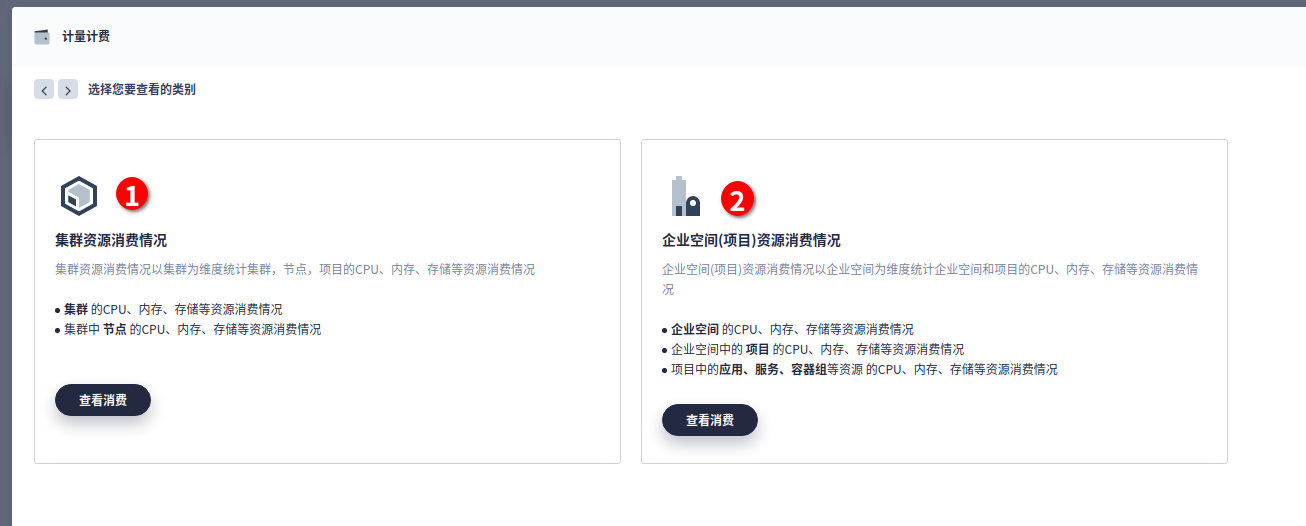 计量计费
选择您要查看的类别
1
集群资源消费情况
集群资源消费情况以集群为维度统计集群，节点，项目的CPU、内存、存储等资源消费情况
集群 的CPU、内存、存储等资源消费情况
集群中 节点 的CPU、内存、存储等资源消费情况
查看消费
2
企业空间(项目)资源消费情况
企业空间(项目)资源消费情况以企业空间为维度统计企业空间和项目的CPU、内存、存储等资源消费情
况
企业空间 的CPU、内存、存储等资源消费情况
企业空间中的 项目 的CPU、内存、存储等资源消费情况
项目中的应用、服务、容器组等资源 的CPU、内存、存储等资源消费情况
查看消费